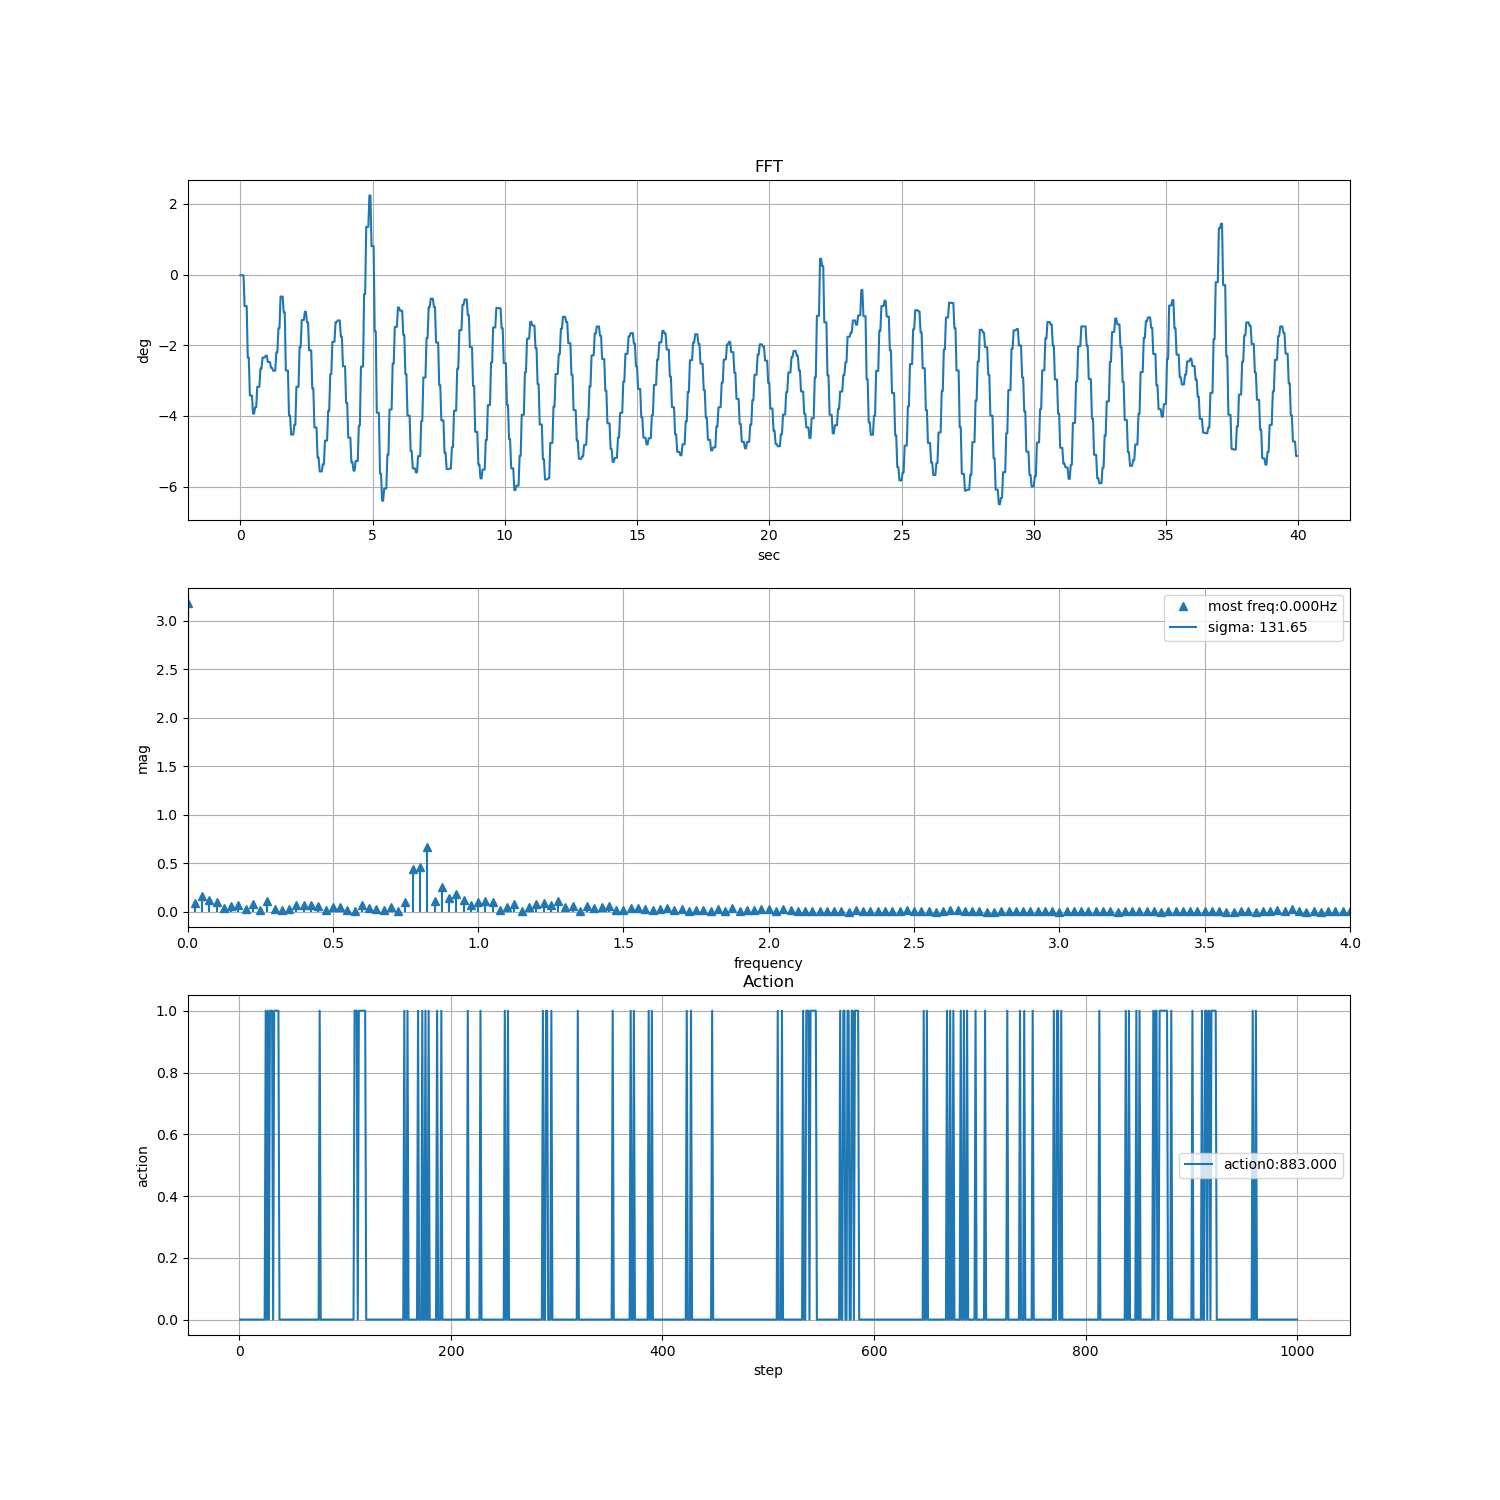 FFT
2
0
−2
−4
−6
deg
0 5 10 15 20 25 30 35 40
sec
most freq:0.000Hz
sigma: 131.65
3.0
2.5
2.0
1.5
1.0
0.5
0.0
mag
0.0 0.5 1.0 1.5 2.0 2.5 3.0 3.5 4.0
frequency
Action
1.0
0.8
0.6
0.4
0.2
0.0
action
action0:883.000
0 200 400 600 800 1000
step